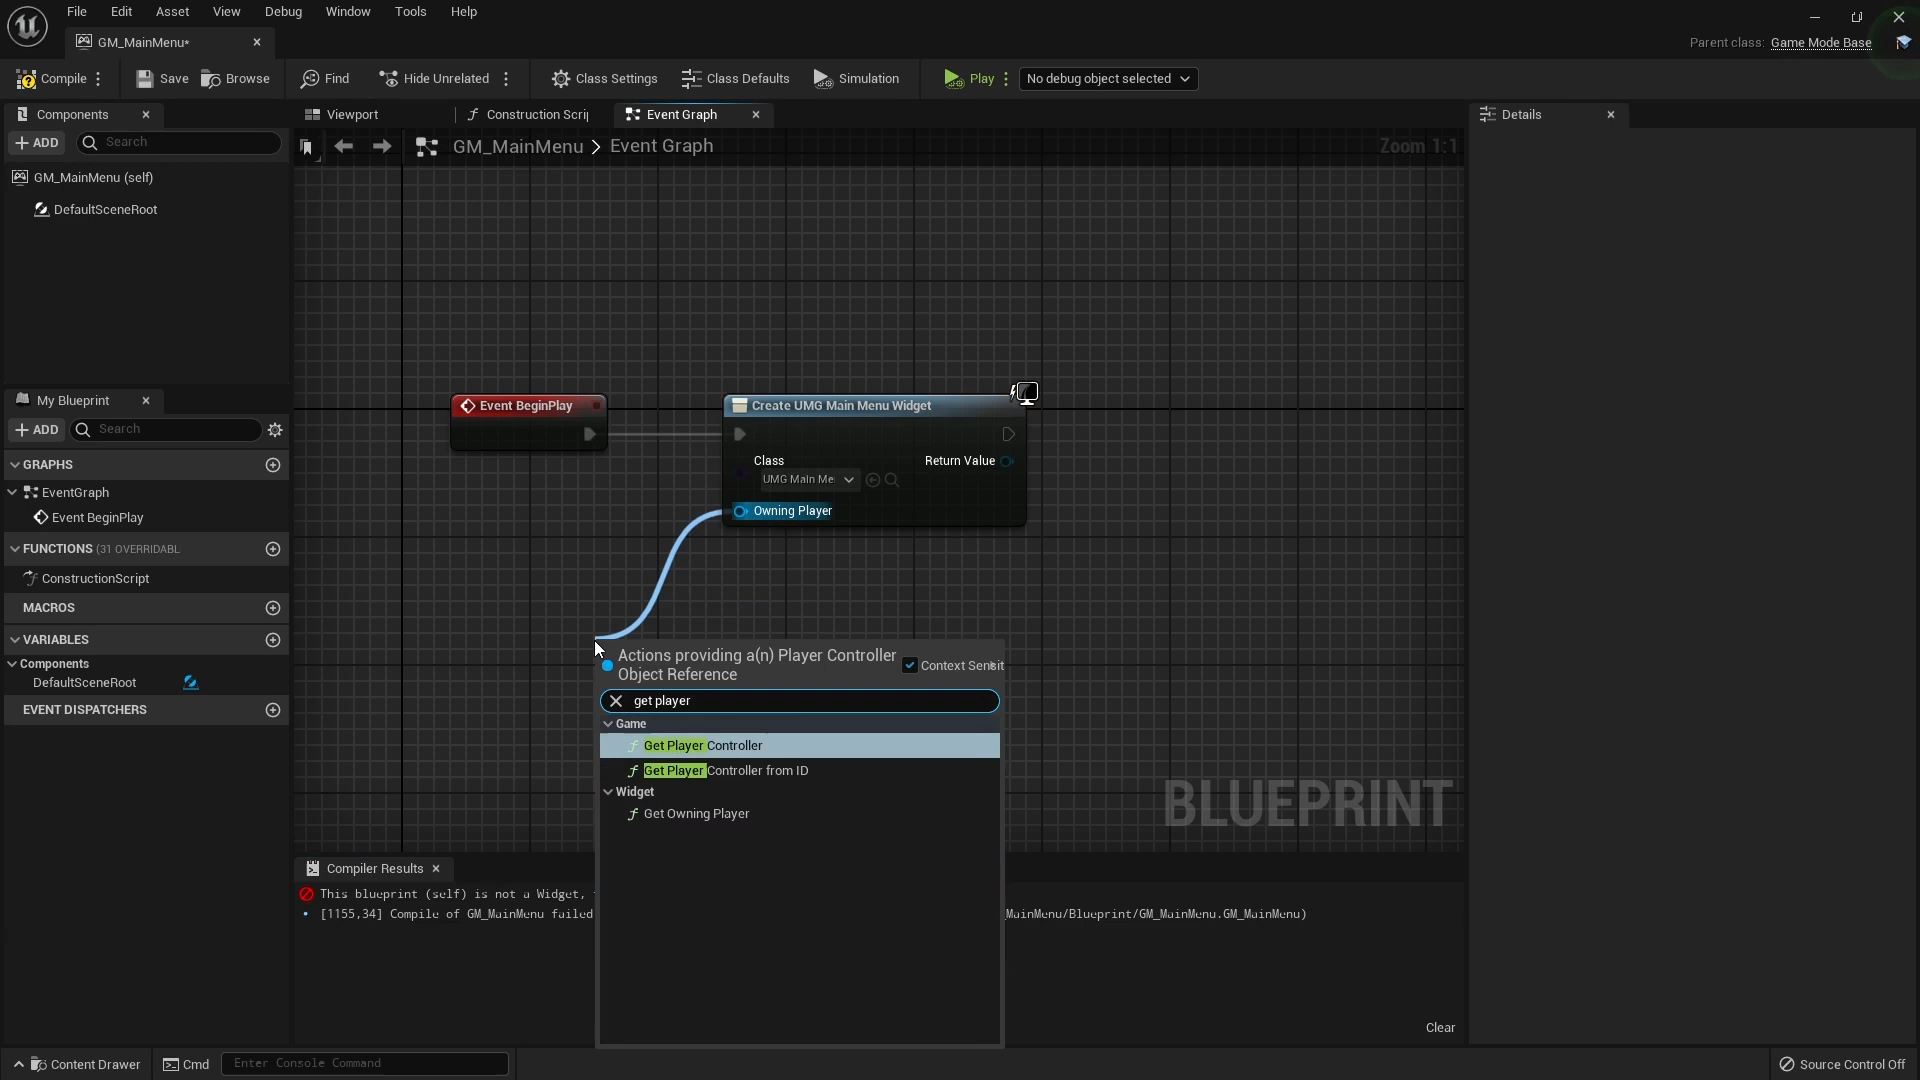 File Edit Asset View Debug Window Tools Help
GM_MainMenu*
Parent class: Game Mode Base
Compile Save Browse Find Hide Unrelated Class Settings Class Defaults Simulation Play No debug object selected
Components
Viewport Construction Scri Event Graph
Details
ADD Search
GM_MainMenu > Event Graph
Zoom 1:1
GM_MainMenu (self)
DefaultSceneRoot
My Blueprint
ADD Search
GRAPHS
EventGraph
Event BeginPlay
FUNCTIONS (31 OVERRIDABL
ConstructionScript
MACROS
VARIABLES
Components
DefaultSceneRoot
EVENT DISPATCHERS
Event BeginPlay
Create UMG Main Menu Widget
Class
Return Value
UMG Main Me
Owning Player
Actions providing a(n) Player Controller
Object Reference
Context Sensit
get player
Game
Get Player Controller
Get Player Controller from ID
Widget
Get Owning Player
BLUEPRINT
Compiler Results
This blueprint (self) is not a Widget,
[1155,34] Compile of GM_MainMenu failed
MainMenu/Blueprint/GM_MainMenu.GM_MainMenu)
Clear
Content Drawer Cmd Enter Console Command
Source Control Off